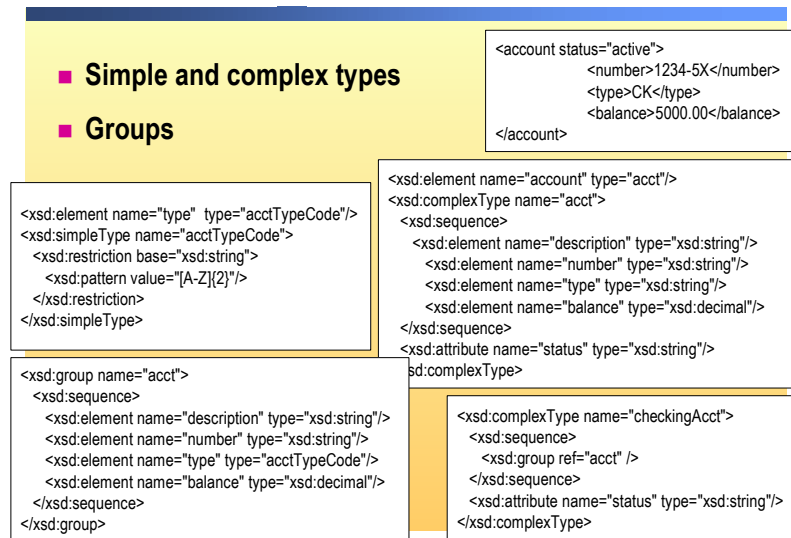 Simple and complex types
Groups
<account status="active">
<number>1234-5X</number>
<type>CK</type>
<balance>5000.00</balance>
</account>
<xsd:element name="type"  type="acctTypeCode"/>
<xsd:simpleType name="acctTypeCode">
<xsd:restriction base="xsd:string">
<xsd:pattern value="[A-Z]{2}"/>
</xsd:restriction>
</xsd:simpleType>
<xsd:element name="account" type="acct"/>
<xsd:complexType name="acct">
<xsd:sequence>
<xsd:element name="description" type="xsd:string"/>
<xsd:element name="number" type="xsd:string"/>
<xsd:element name="type" type="xsd:string"/>
<xsd:element name="balance" type="xsd:decimal"/>
</xsd:sequence>
<xsd:attribute name="status" type="xsd:string"/>
sd:complexType>
<xsd:group name="acct">
<xsd:sequence>
<xsd:element name="description" type="xsd:string"/>
<xsd:element name="number" type="xsd:string"/>
<xsd:element name="type" type="acctTypeCode"/>
<xsd:element name="balance" type="xsd:decimal"/>
</xsd:sequence>
</xsd:group>
<xsd:complexType name="checkingAcct">
<xsd:sequence>
<xsd:group ref="acct" />
</xsd:sequence>
<xsd:attribute name="status" type="xsd:string"/>
</xsd:complexType>